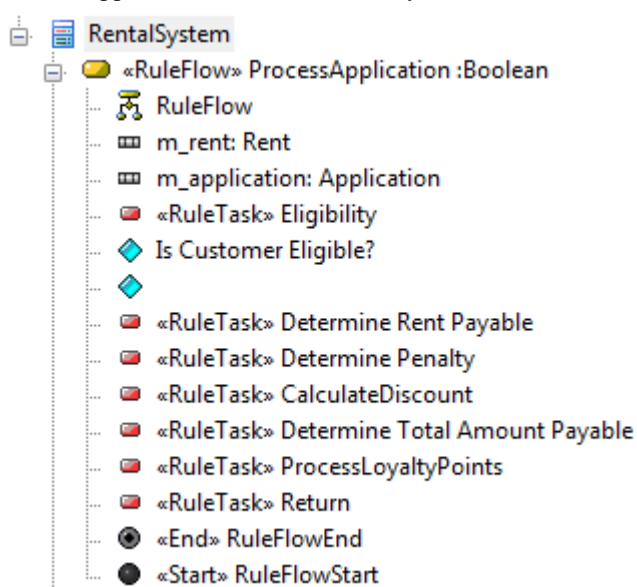 RentalSystem
«RuleFlow» ProcessApplication :Boolean
RuleFlow
m_rent: Rent
m_application: Application
«RuleTask» Eligibility
Is Customer Eligible?
«RuleTask» Determine Rent Payable
«RuleTask» Determine Penalty
«RuleTask» CalculateDiscount
«RuleTask» Determine Total Amount Payable
«RuleTask» ProcessLoyaltyPoints
«RuleTask» Return
«End» RuleFlowEnd
«Start» RuleFlowStart